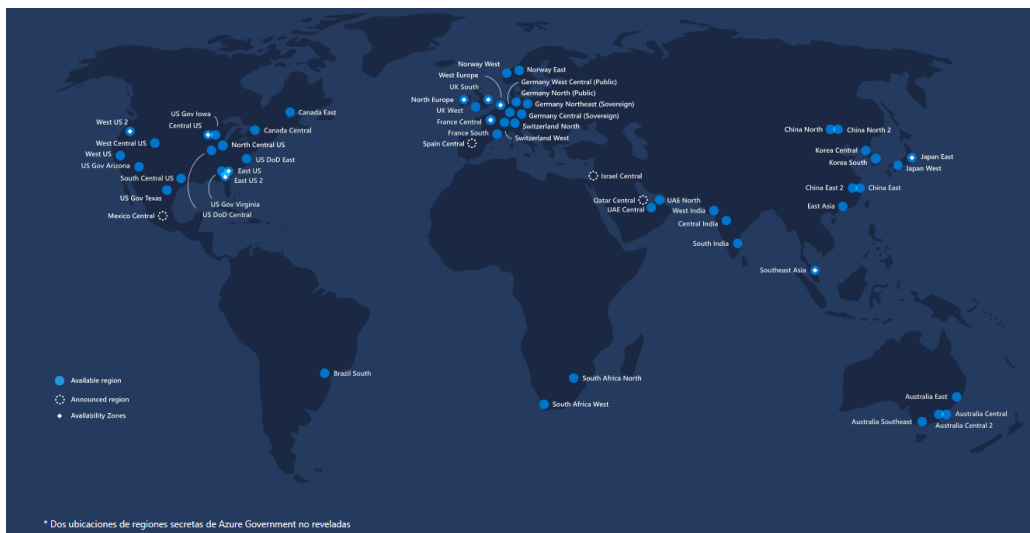 West US 2
US Gov Iowa
Central US
West Central US
West US
US Gov Arizona
South Central US
US Gov Texas
Mexico Central
Canada East
Canada Central
North Central US
US DoD East
East US
East US 2
US Gov Virginia
US DoD Central
Norway West
Norway East
West Europe
Germany West Central (Public)
UK South
Germany North (Public)
North Europe
Germany Northeast (Sovereign)
UK West
Germany Central (Sovereign)
France Central
Switzerland North
France South
Switzerland West
Spain Central
Israel Central
Qatar Central
UAE North
UAE Central
West India
Central India
South India
China North
China North 2
Korea Central
Korea South
Japan East
Japan West
China East 2
China East
East Asia
Southeast Asia
Brazil South
South Africa North
South Africa West
Australia East
Australia Central
Australia Southeast
Australia Central 2
Available region
Announced region
Availability Zones
* Dos ubicaciones de regiones secretas de Azure Government no reveladas